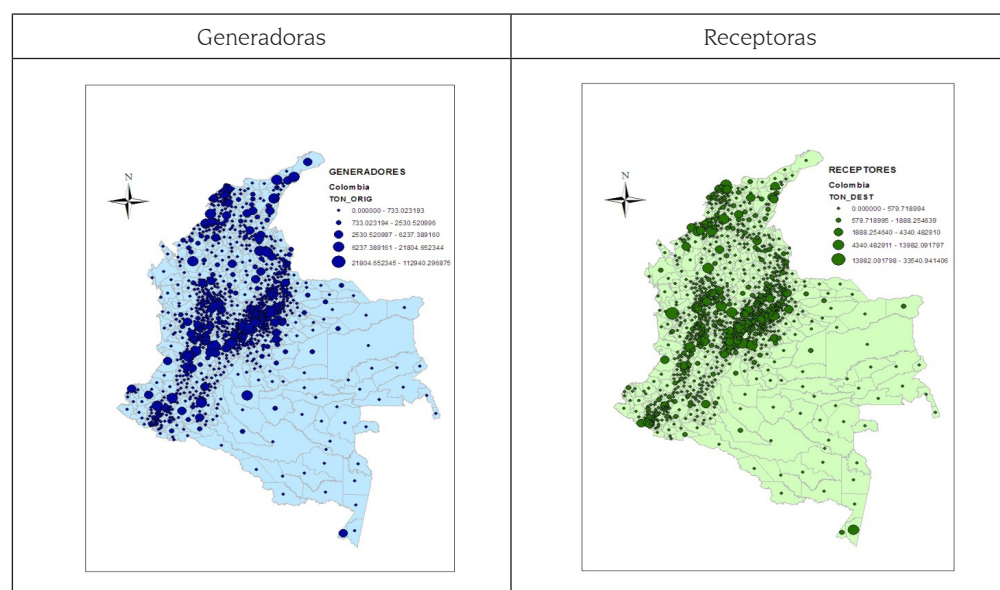 Generadoras
Receptoras
N
GENERADORES
Colombia
TON_ORIG
0.000000 - 733.023193
733.023194 - 2530.520996
2530.520997 - 6237.389160
6237.389161 - 21804.652344
21804.652345 - 112940.296875
N
RECEPTORES
Colombia
TON_DEST
0.000000 - 579.718994
579.718995 - 1888.254639
1888.254640 - 4340.482910
4340.482911 - 13982.091797
13982.091798 - 33540.941406